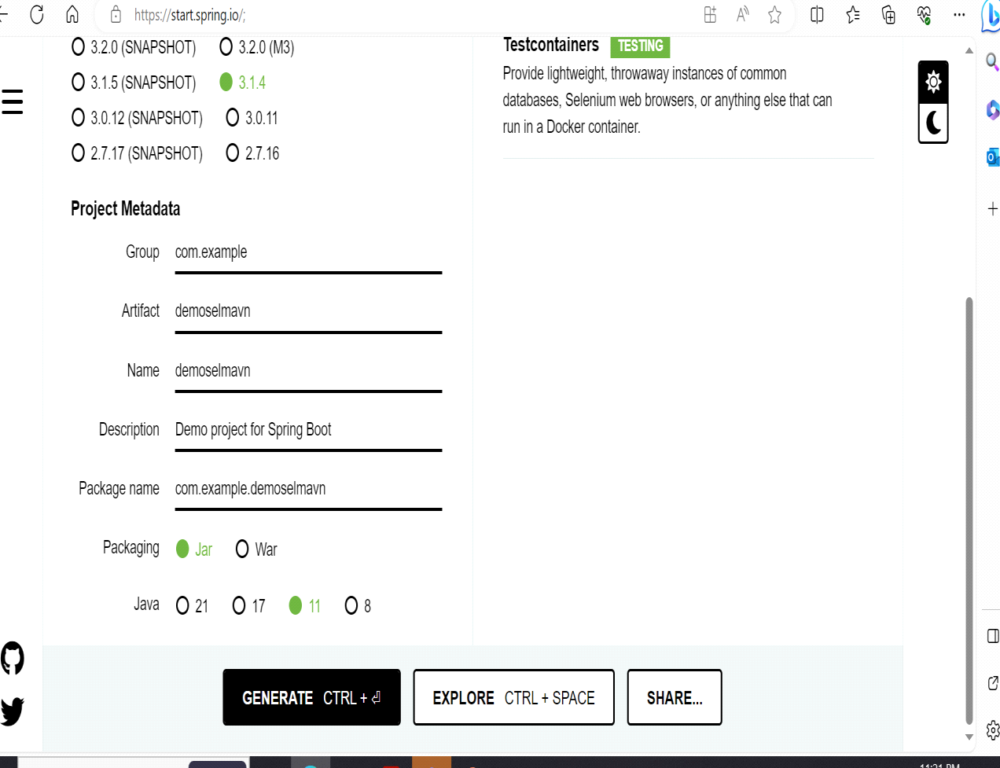 https://start.spring.io/;
3.2.0 (SNAPSHOT) 3.2.0 (M3)
3.1.5 (SNAPSHOT) 3.1.4
3.0.12 (SNAPSHOT) 3.0.11
2.7.17 (SNAPSHOT) 2.7.16
Project Metadata
Group com.example
Artifact demoselmavn
Name demoselmavn
Description Demo project for Spring Boot
Package name com.example.demoselmavn
Packaging Jar War
Java 21 17 11 8
Testcontainers TESTING
Provide lightweight, throwaway instances of common
databases, Selenium web browsers, or anything else that can
run in a Docker container.
GENERATE CTRL + ⏎ EXPLORE CTRL + SPACE SHARE...